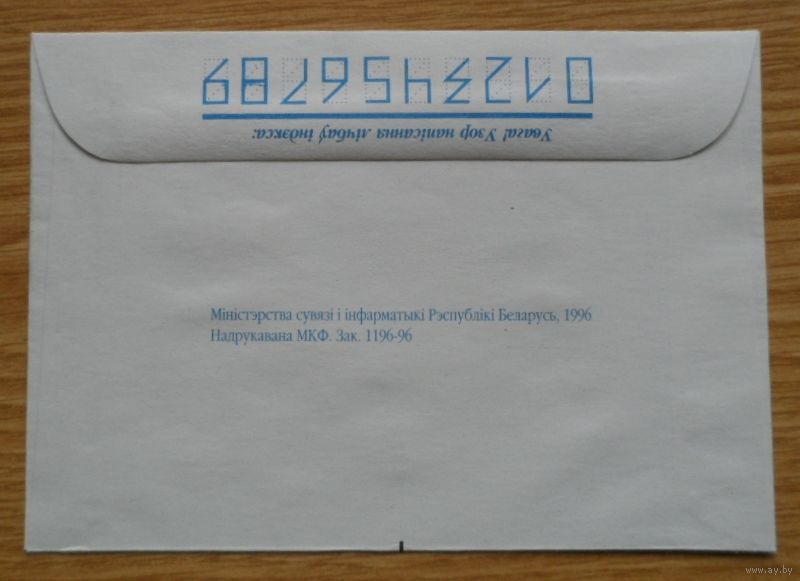 Увага! Узор напісання лічбаў індэкса:
0123456789
Міністэрства сувязі і інфарматыкі Рэспублікі Беларусь, 1996
Надрукавана МКФ. Зак. 1196-96
www.ay.by